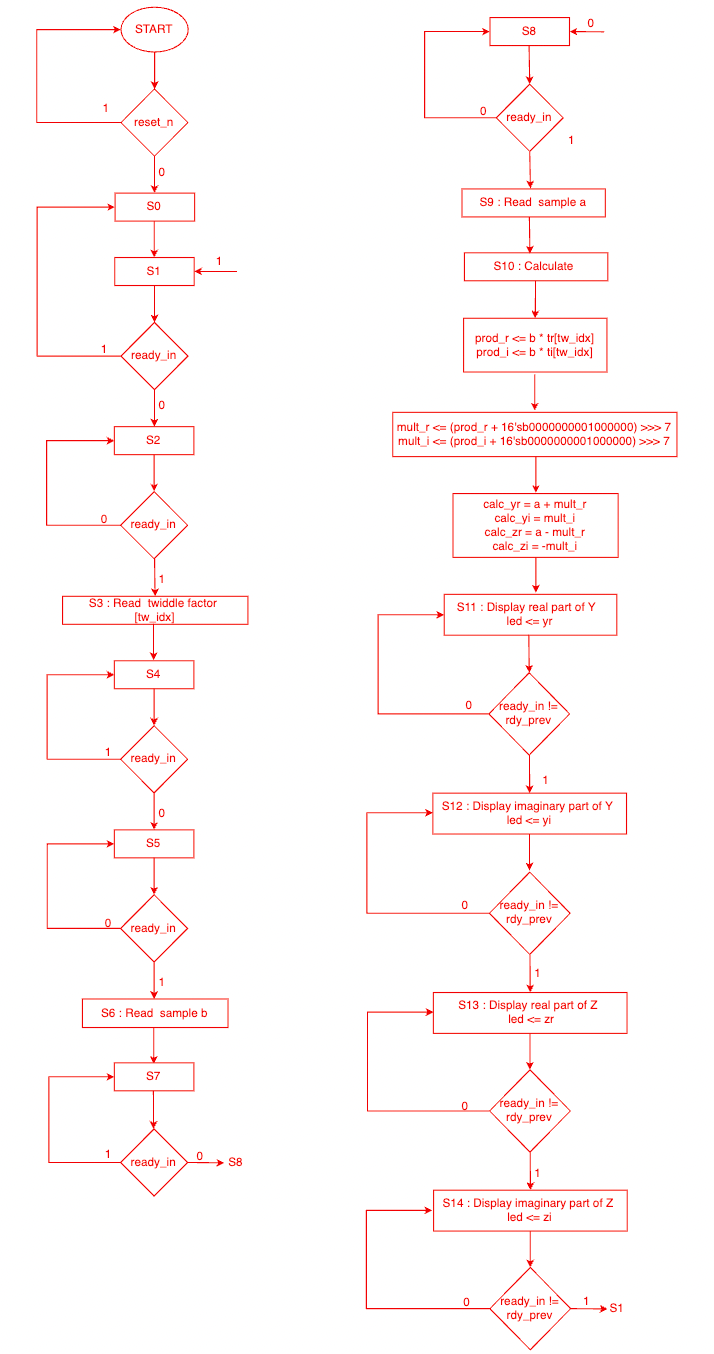 START
1
reset_n
0
S0
S1
1
1
ready_in
0
S2
0
ready_in
1
S3 : Read  twiddle factor
[tw_idx]
S4
1
ready_in
0
S5
0
ready_in
1
S6 : Read  sample b
S7
1
ready_in
0
S8
S8
0
0
ready_in
1
S9 : Read  sample a
S10 : Calculate
prod_r <= b * tr[tw_idx]
prod_i <= b * ti[tw_idx]
mult_r <= (prod_r + 16'sb0000000001000000) >>> 7
mult_i <= (prod_i + 16'sb0000000001000000) >>> 7
calc_yr = a + mult_r
calc_yi = mult_i
calc_zr = a - mult_r
calc_zi = -mult_i
S11 : Display real part of Y
led <= yr
0
ready_in !=
rdy_prev
1
S12 : Display imaginary part of Y
led <= yi
0
ready_in !=
rdy_prev
1
S13 : Display real part of Z
led <= zr
0
ready_in !=
rdy_prev
1
S14 : Display imaginary part of Z
led <= zi
0
ready_in !=
rdy_prev
1
S1